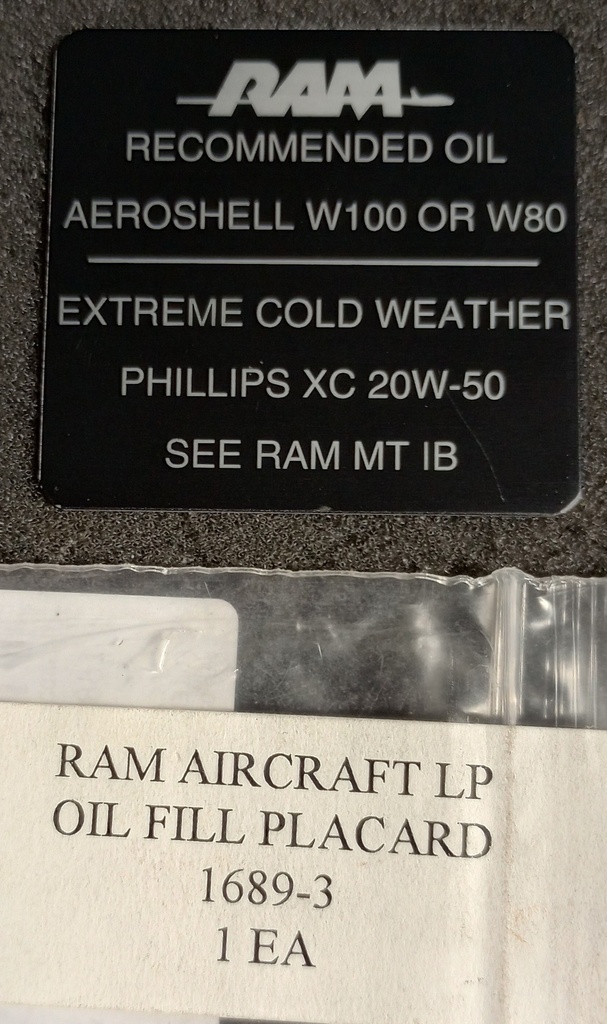 RAM
RECOMMENDED OIL
AEROSHELL W100 OR W80
EXTREME COLD WEATHER
PHILLIPS XC 20W-50
SEE RAM MT IB
RAM AIRCRAFT LP
OIL FILL PLACARD
1689-3
1 EA